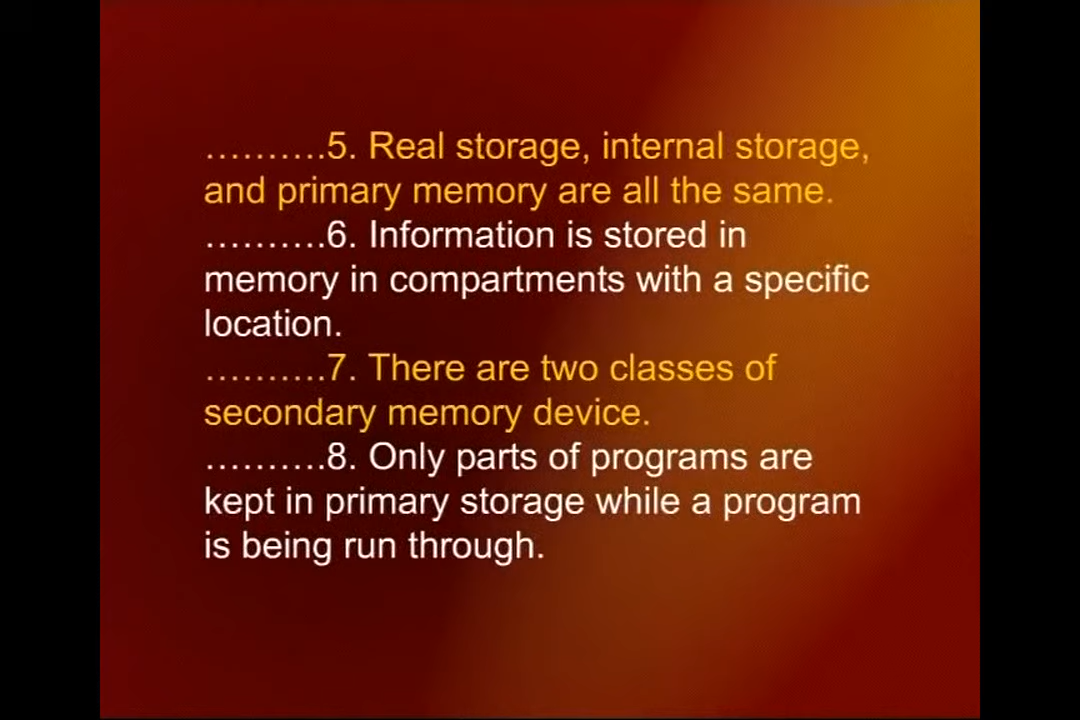 ……….5. Real storage, internal storage,
and primary memory are all the same.
……….6. Information is stored in
memory in compartments with a specific
location.
……….7. There are two classes of
secondary memory device.
……….8. Only parts of programs are
kept in primary storage while a program
is being run through.